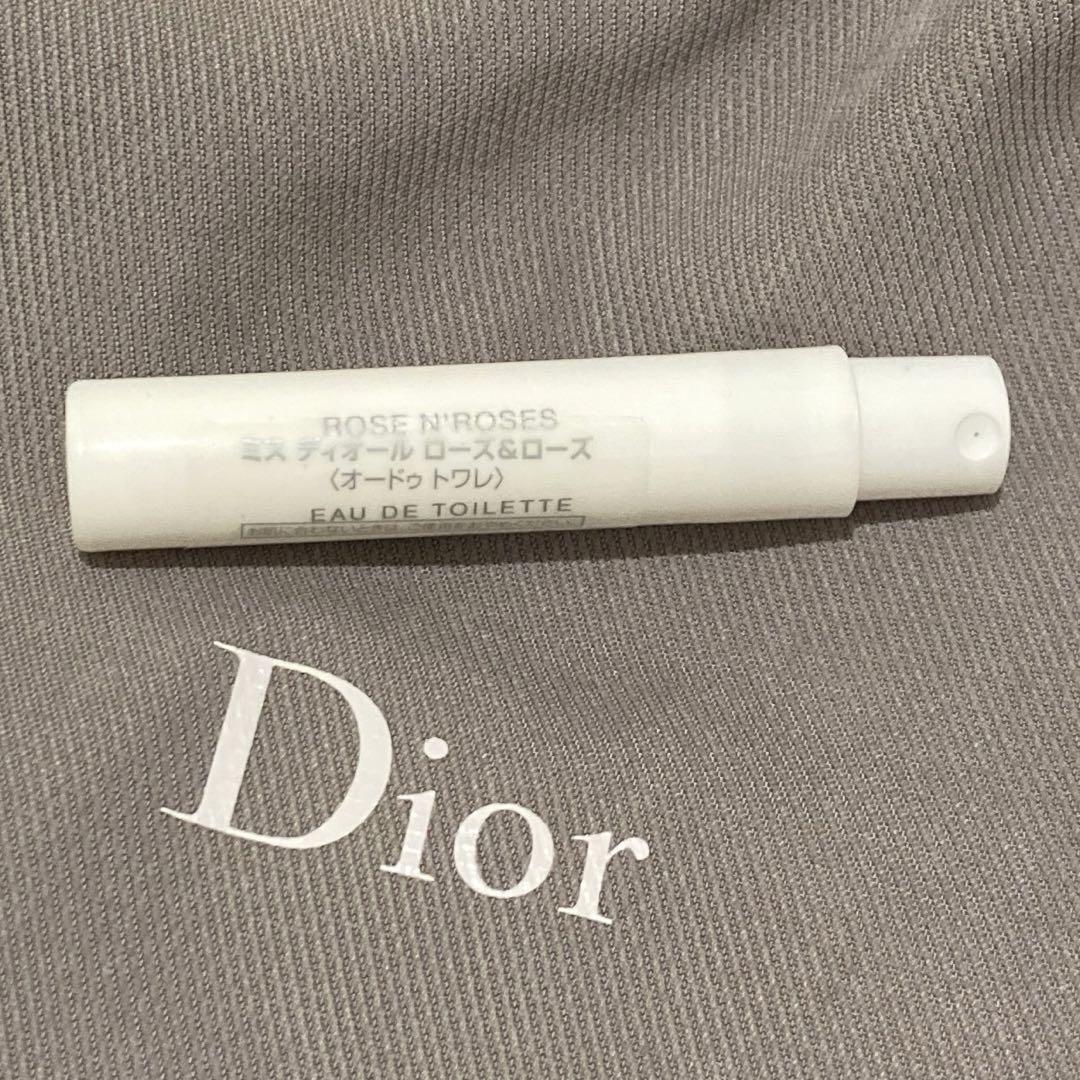 ROSE N'ROSES
ミス ディオール ローズ&ローズ
〈オードゥ トワレ〉
EAU DE TOILETTE
Dior